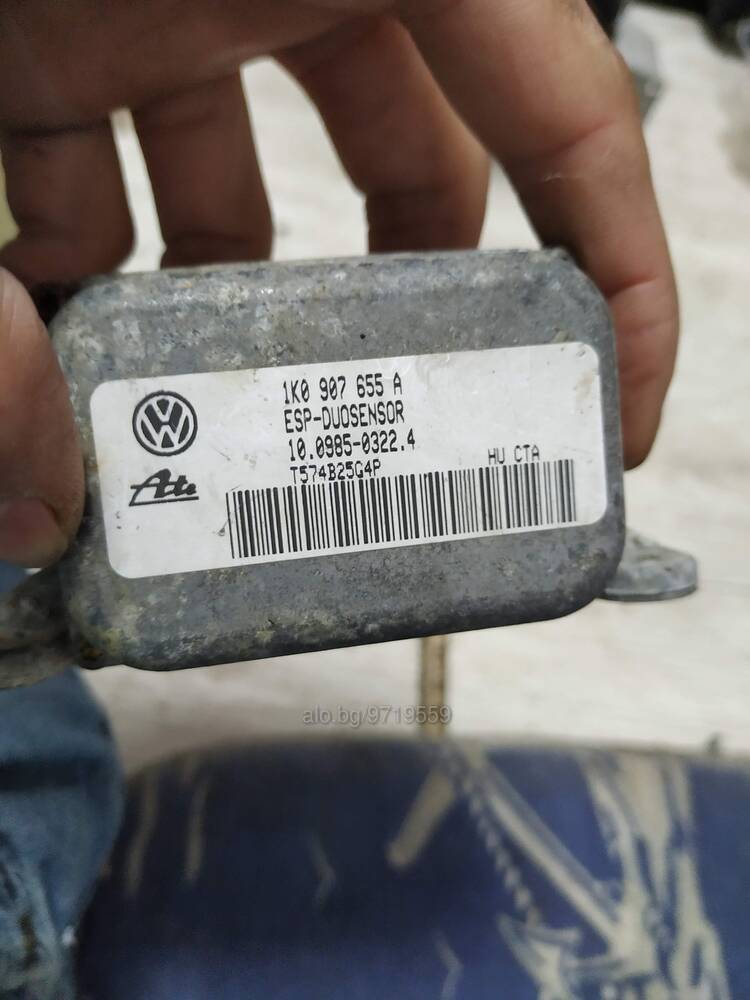 1K0 907 655 A
ESP-DUOSENSOR
10.0985-0322.4
T574B25G4P
HU CTA
Ate
alo.bg/9719559